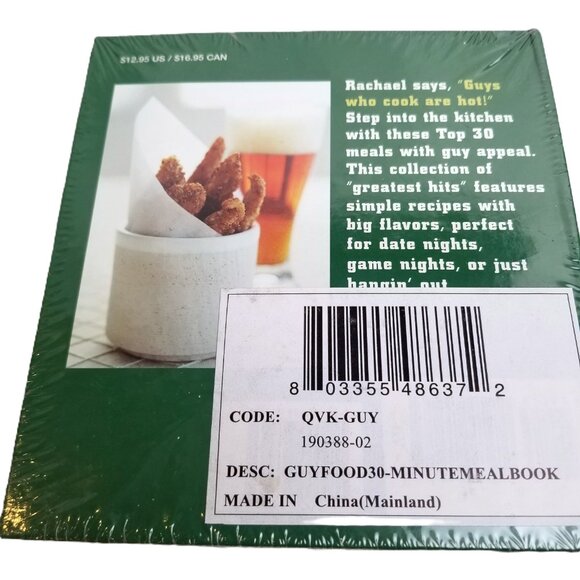 $12.95 US / $16.95 CAN
Rachael says, "Guys
who cook are hot!"
Step into the kitchen
with these Top 30
meals with guy appeal.
This collection of
"greatest hits" features
simple recipes with
big flavors, perfect
for date nights,
game nights, or just
hangin' out.
8 03355 48637 2
CODE: QVK-GUY
190388-02
DESC: GUYFOOD30-MINUTEMEALBOOK
MADE IN China(Mainland)